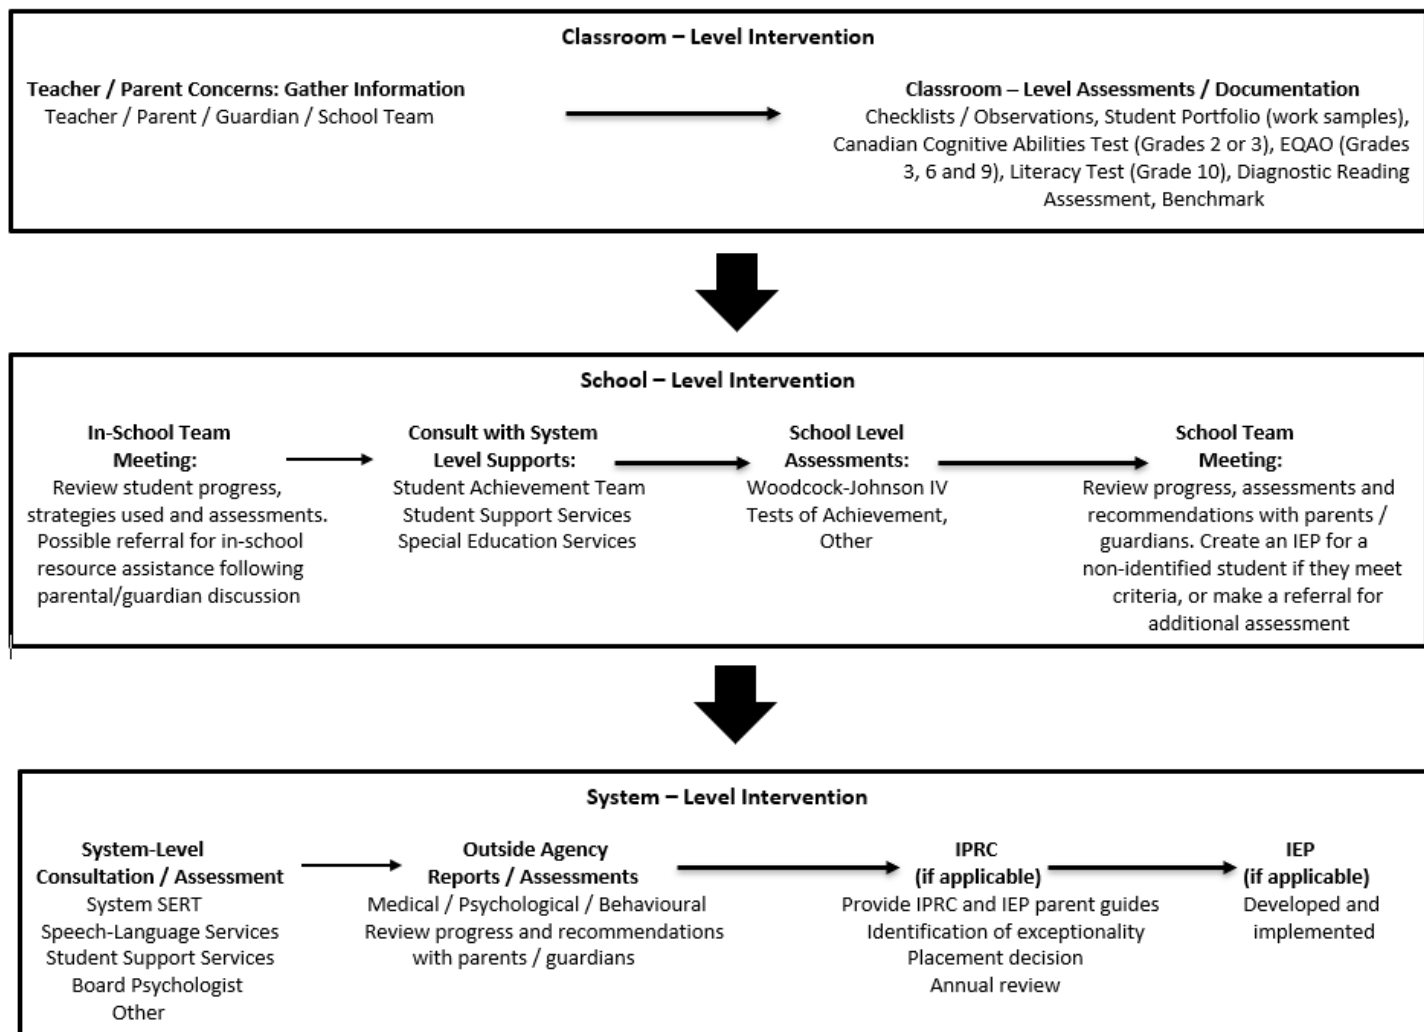 Classroom – Level Intervention
Teacher / Parent Concerns: Gather Information
Teacher / Parent / Guardian / School Team
Classroom – Level Assessments / Documentation
Checklists / Observations, Student Portfolio (work samples),
Canadian Cognitive Abilities Test (Grades 2 or 3), EQAO (Grades
3, 6 and 9), Literacy Test (Grade 10), Diagnostic Reading
Assessment, Benchmark
School – Level Intervention
In-School Team
Meeting:
Review student progress,
strategies used and assessments.
Possible referral for in-school
resource assistance following
parental/guardian discussion
Consult with System
Level Supports:
Student Achievement Team
Student Support Services
Special Education Services
School Level
Assessments:
Woodcock-Johnson IV
Tests of Achievement,
Other
School Team
Meeting:
Review progress, assessments and
recommendations with parents /
guardians. Create an IEP for a
non-identified student if they meet
criteria, or make a referral for
additional assessment
System – Level Intervention
System-Level
Consultation / Assessment
System SERT
Speech-Language Services
Student Support Services
Board Psychologist
Other
Outside Agency
Reports / Assessments
Medical / Psychological / Behavioural
Review progress and recommendations
with parents / guardians
IPRC
(if applicable)
Provide IPRC and IEP parent guides
Identification of exceptionality
Placement decision
Annual review
IEP
(if applicable)
Developed and
implemented